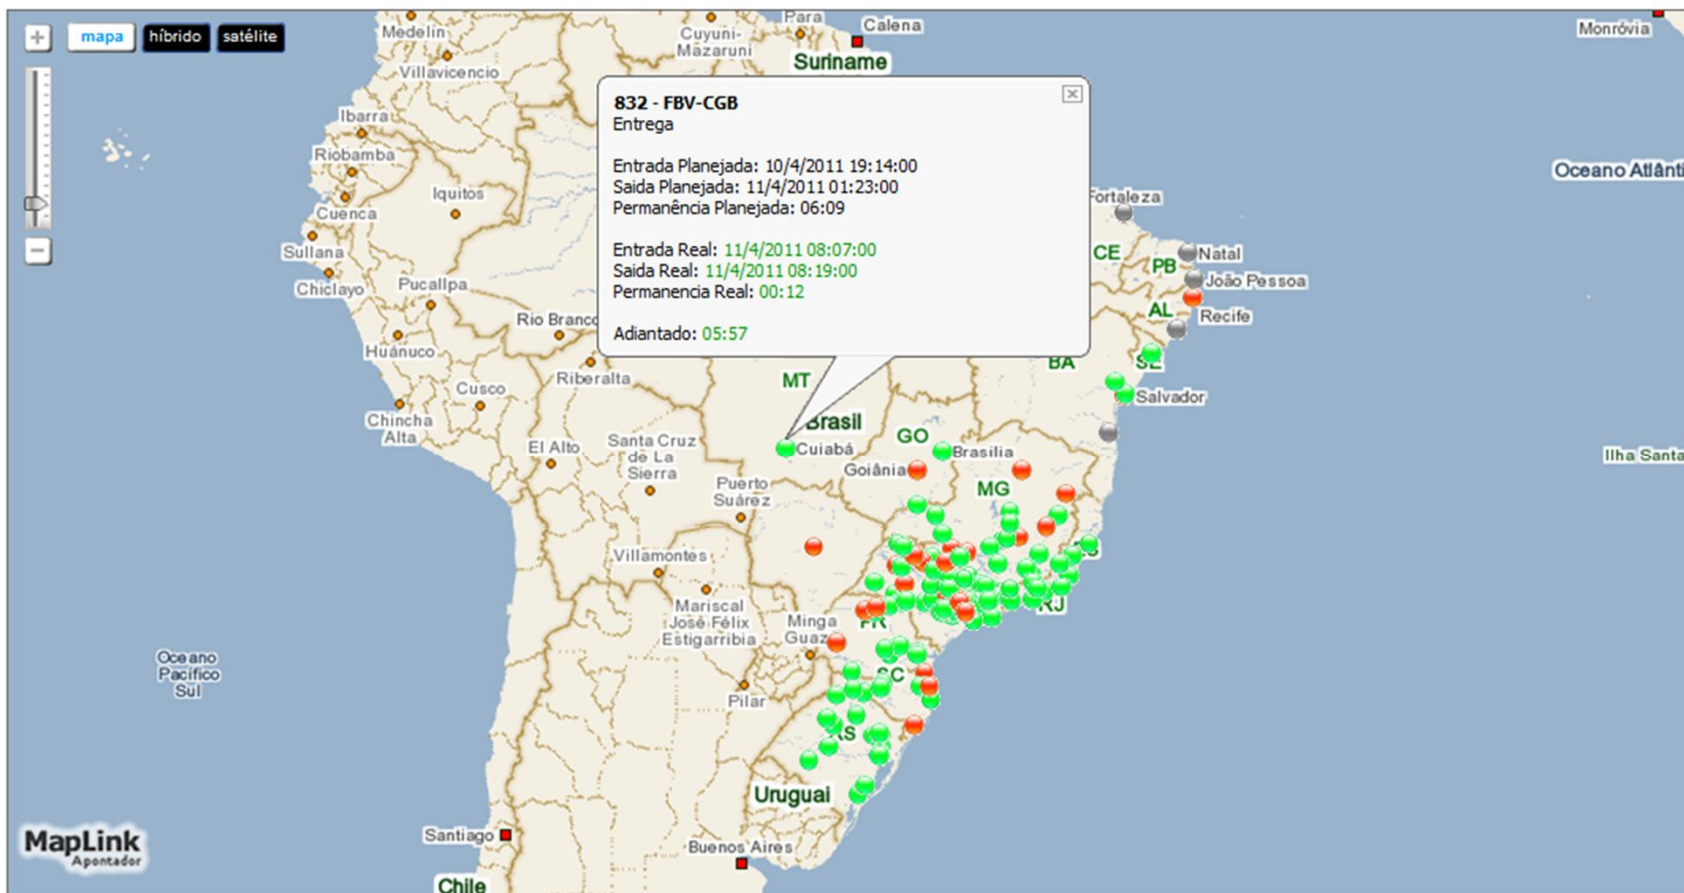 mapa
híbrido
satélite
Medelin
Villavicencio
Cuyuni-
Mazaruni
Para
Calena
Suriname
Monróvia
832 - FBV-CGB
Entrega
Entrada Planejada: 10/4/2011 19:14:00
Saida Planejada: 11/4/2011 01:23:00
Permanência Planejada: 06:09
Entrada Real: 11/4/2011 08:07:00
Saida Real: 11/4/2011 08:19:00
Permanencia Real: 00:12
Adiantado: 05:57
Ibarra
Riobamba
Iquitos
Cuenca
Sullana
Chiclayo
Pucallpa
Rio Branco
Huánuco
Riberalta
Cusco
Chincha
Alta
El Alto
Santa Cruz
de La
Sierra
Puerto
Suárez
Oceano Atlânti
Fortaleza
CE
Natal
PB
João Pessoa
AL
Recife
BA
SE
Salvador
MT
Brasil
Cuiabá
GO
Brasilia
Goiânia
MG
Ilha Santa
Villamontes
Mariscal
José Félix
Estigarribia
Minga
Guaz
PR
RJ
Oceano
Pacífico
Sul
Pilar
SC
RS
Uruguai
MapLink
Apontador
Santiago
Buenos Aires
Chile